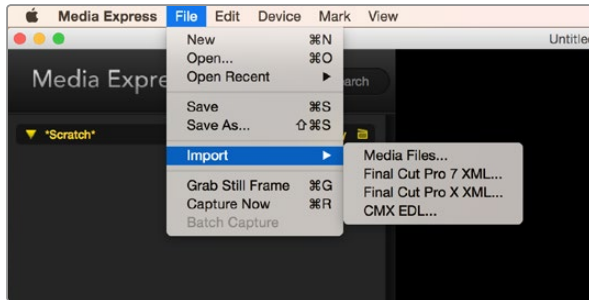 Media Express File Edit Device Mark View
New ⌘N
Untitle
Open... ⌘O
Media Expre
Open Recent ▶
arch
Save ⌘S
Save As... ⇧⌘S
▼ *Scratch*
Import ▶
Media Files...
Final Cut Pro 7 XML...
Final Cut Pro X XML...
CMX EDL...
Grab Still Frame ⌘G
Capture Now ⌘R
Batch Capture